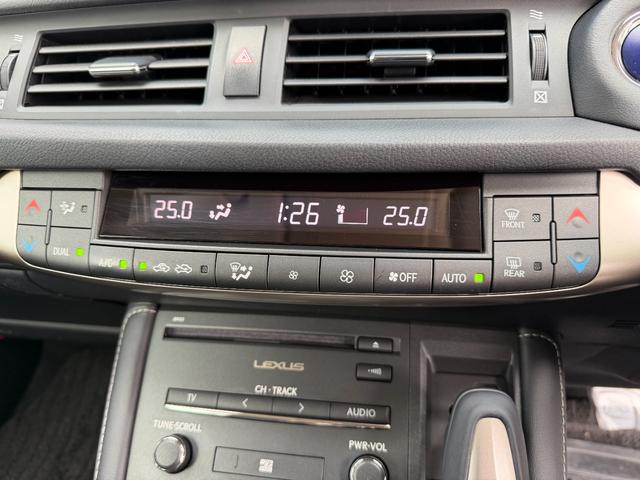 25.0 1:26 25.0
FRONT
DUAL A/C OFF AUTO REAR
LEXUS
CH·TRACK
TV < > AUDIO
TUNE·SCROLL
PWR·VOL